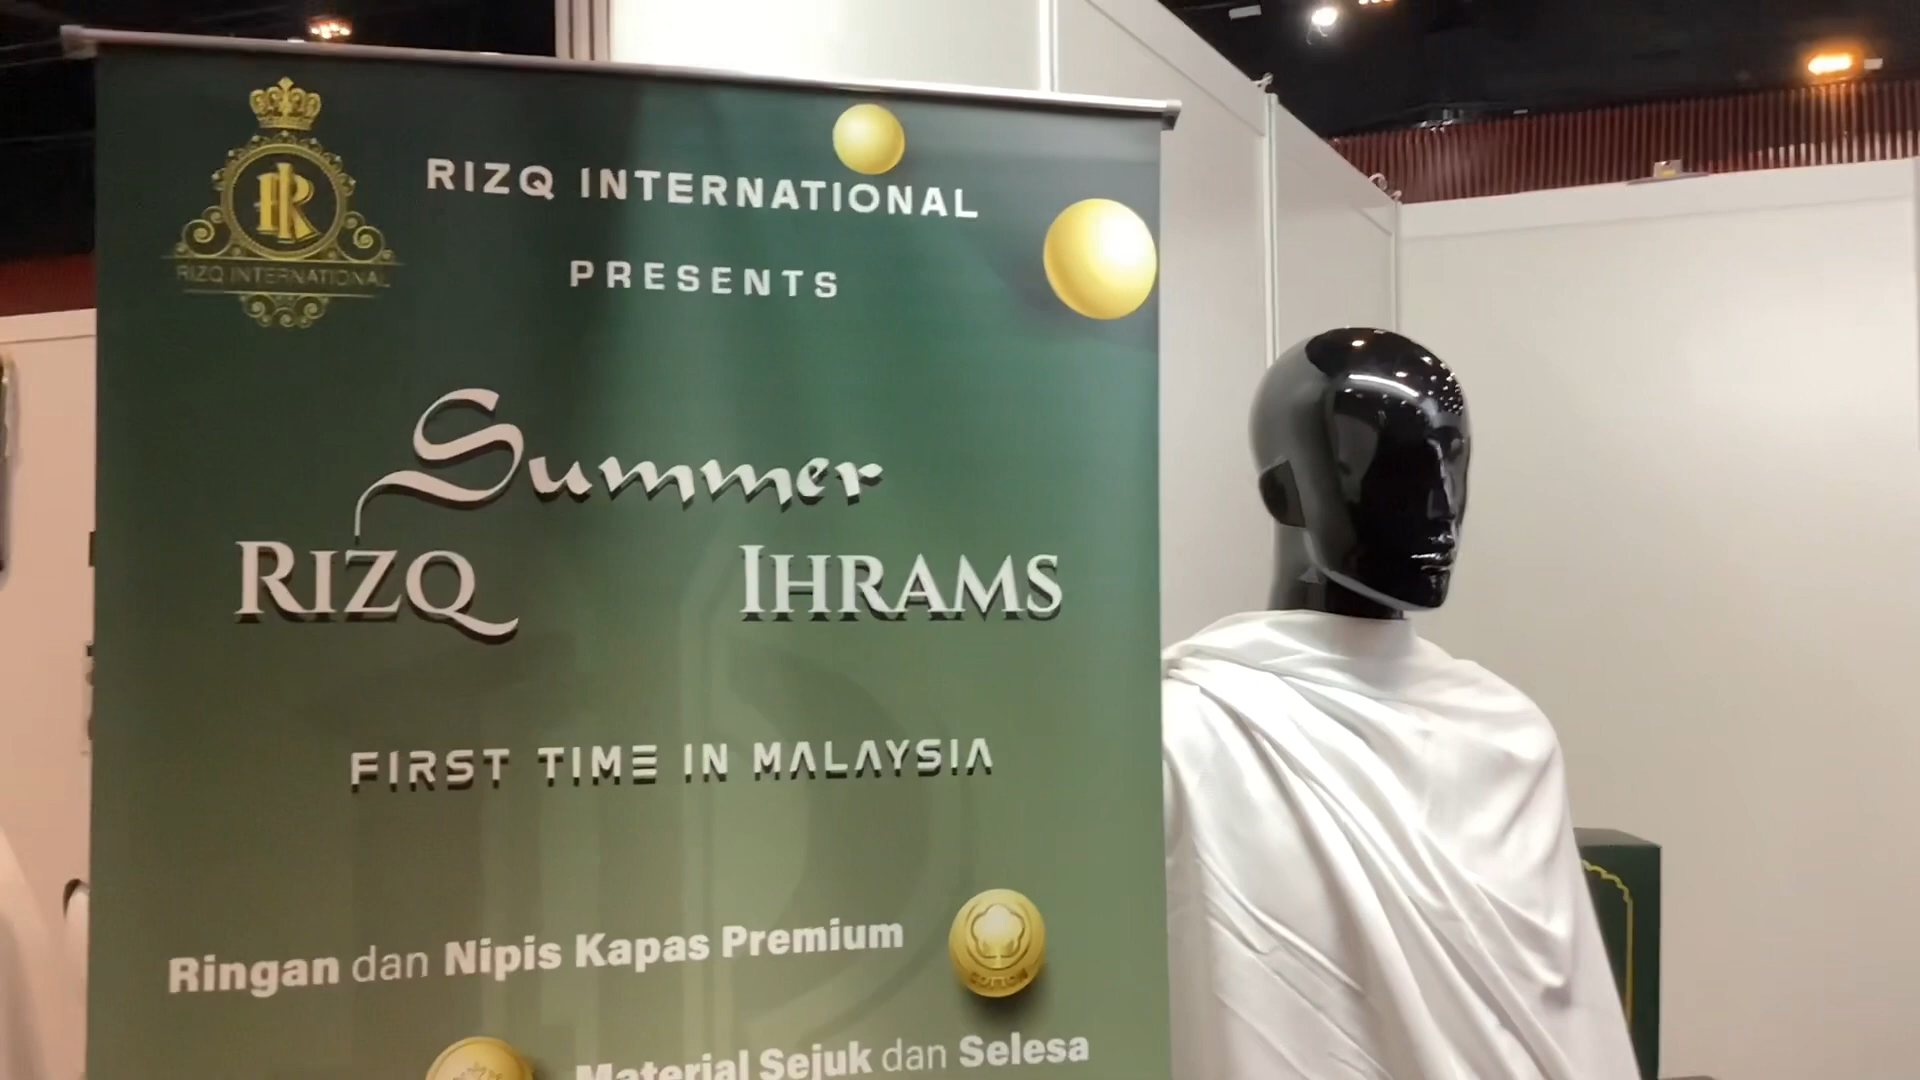 RIZQ INTERNATIONAL
PRESENTS
R
RIZQ INTERNATIONAL
Summer
RIZQ IHRAMS
FIRST TIME IN MALAYSIA
Ringan dan Nipis Kapas Premium
COTTON
Material Sejuk dan Selesa